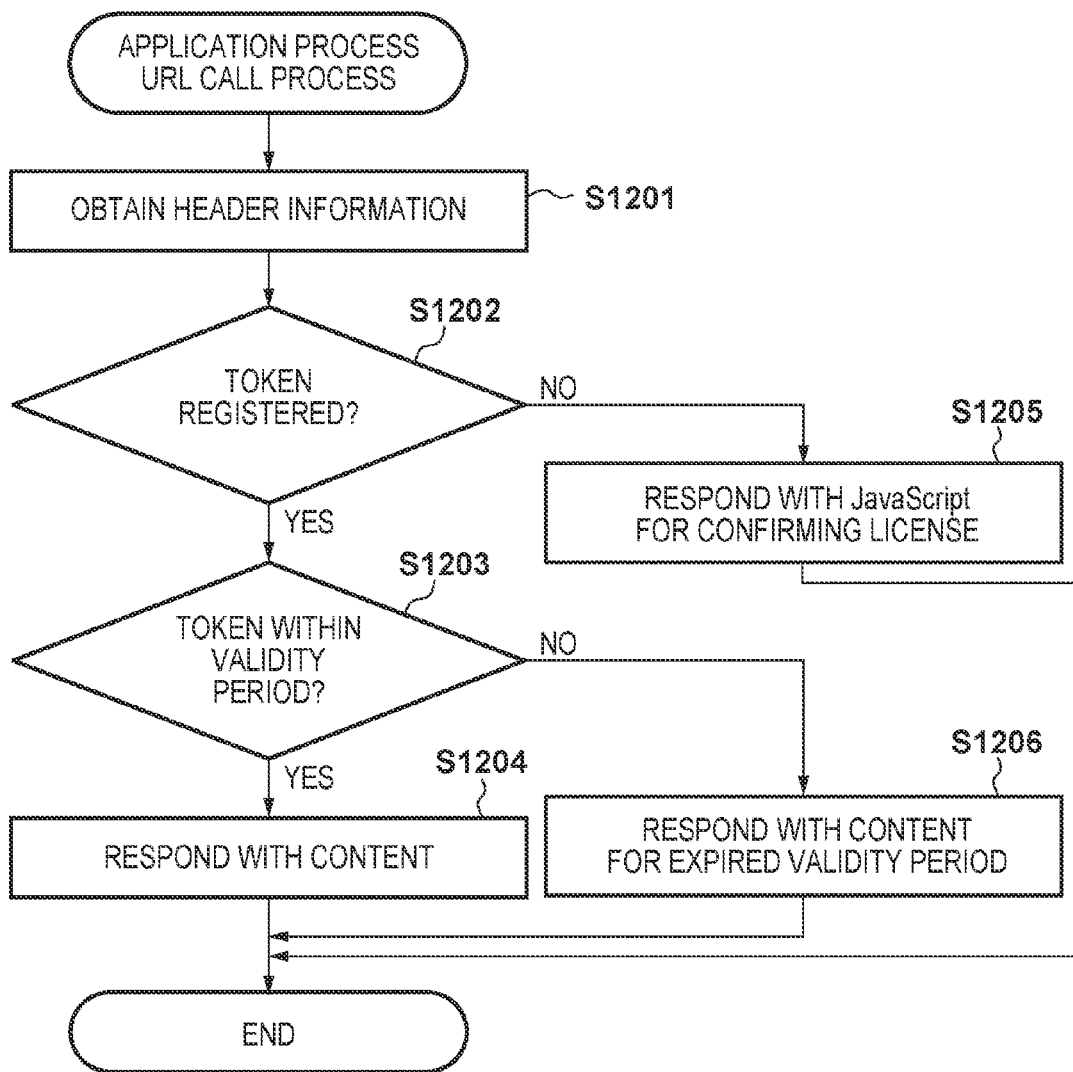 APPLICATION PROCESS
URL CALL PROCESS
OBTAIN HEADER INFORMATION
S1201
S1202
TOKEN
REGISTERED?
NO
YES
S1205
RESPOND WITH JavaScript
FOR CONFIRMING LICENSE
S1203
TOKEN WITHIN
VALIDITY
PERIOD?
NO
YES
S1204
RESPOND WITH CONTENT
S1206
RESPOND WITH CONTENT
FOR EXPIRED VALIDITY PERIOD
END